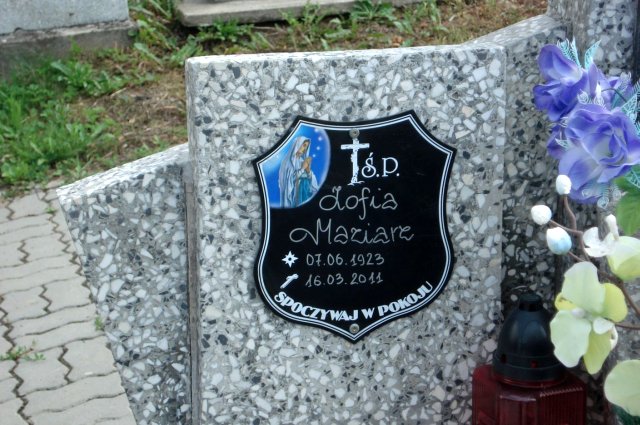 Ś.P.
Zofia
Maziarz
07.06.1923
16.03.2011
SPOCZYWAJ W POKOJU